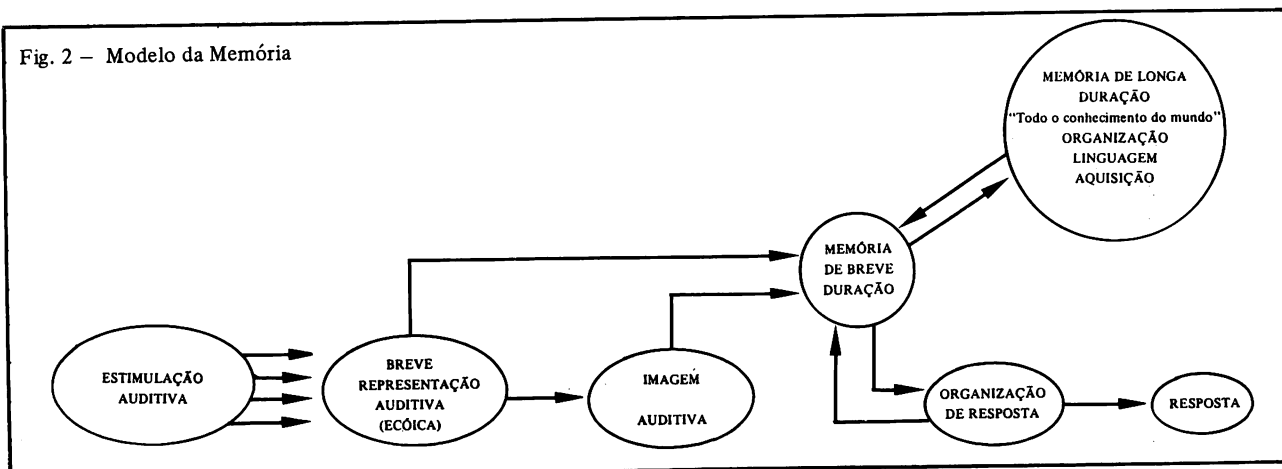 Fig. 2 – Modelo da Memória
MEMÓRIA DE LONGA
DURAÇÃO
"Todo o conhecimento do mundo"
ORGANIZAÇÃO
LINGUAGEM
AQUISIÇÃO
MEMÓRIA
DE BREVE
DURAÇÃO
ESTIMULAÇÃO
AUDITIVA
BREVE
REPRESENTAÇÃO
AUDITIVA
(ECÓICA)
IMAGEM
AUDITIVA
ORGANIZAÇÃO
DE RESPOSTA
RESPOSTA